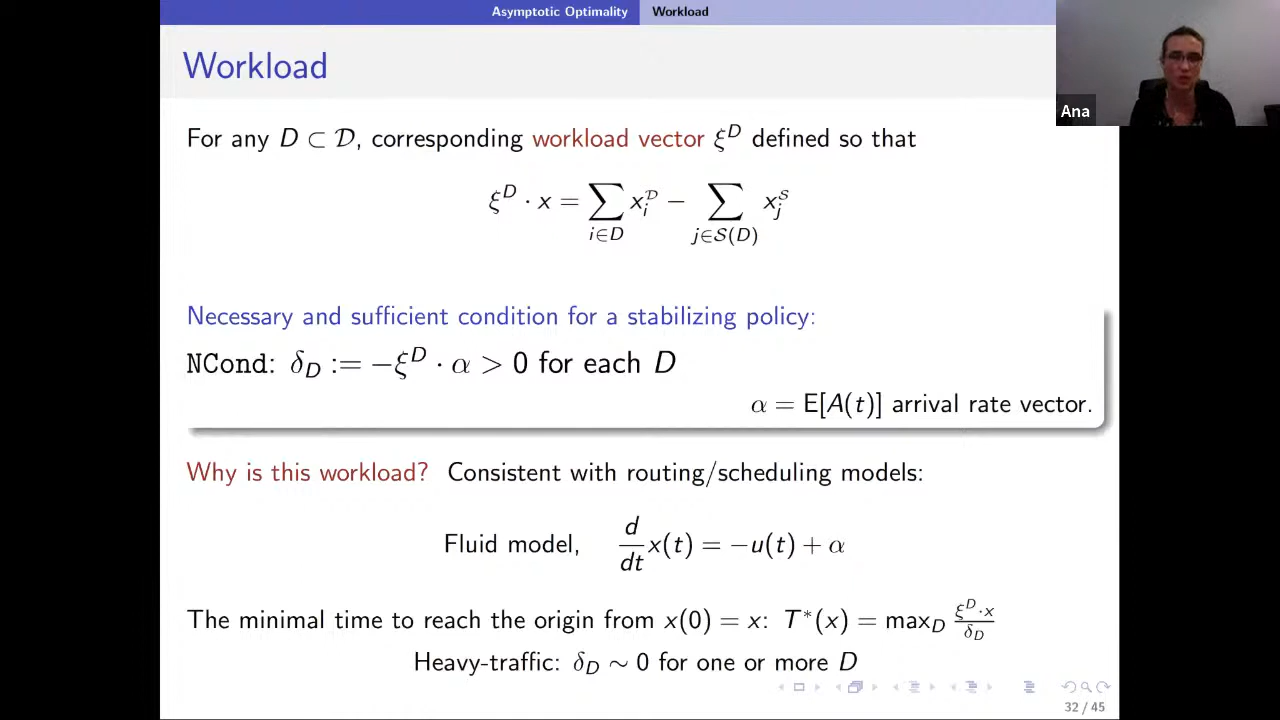 Asymptotic Optimality Workload
Workload
Ana
For any D ⊂ 𝒟, corresponding workload vector ξ^D defined so that
ξ^D · x = ∑_{i∈D} x_i^𝒟 − ∑_{j∈𝒮(D)} x_j^𝒮
Necessary and sufficient condition for a stabilizing policy:
NCond: δ_D := −ξ^D · α > 0 for each D
α = E[A(t)] arrival rate vector.
Why is this workload? Consistent with routing/scheduling models:
Fluid model, d/dt x(t) = −u(t) + α
The minimal time to reach the origin from x(0) = x: T*(x) = max_D ξ^D·x / δ_D
Heavy-traffic: δ_D ∼ 0 for one or more D
32 / 45